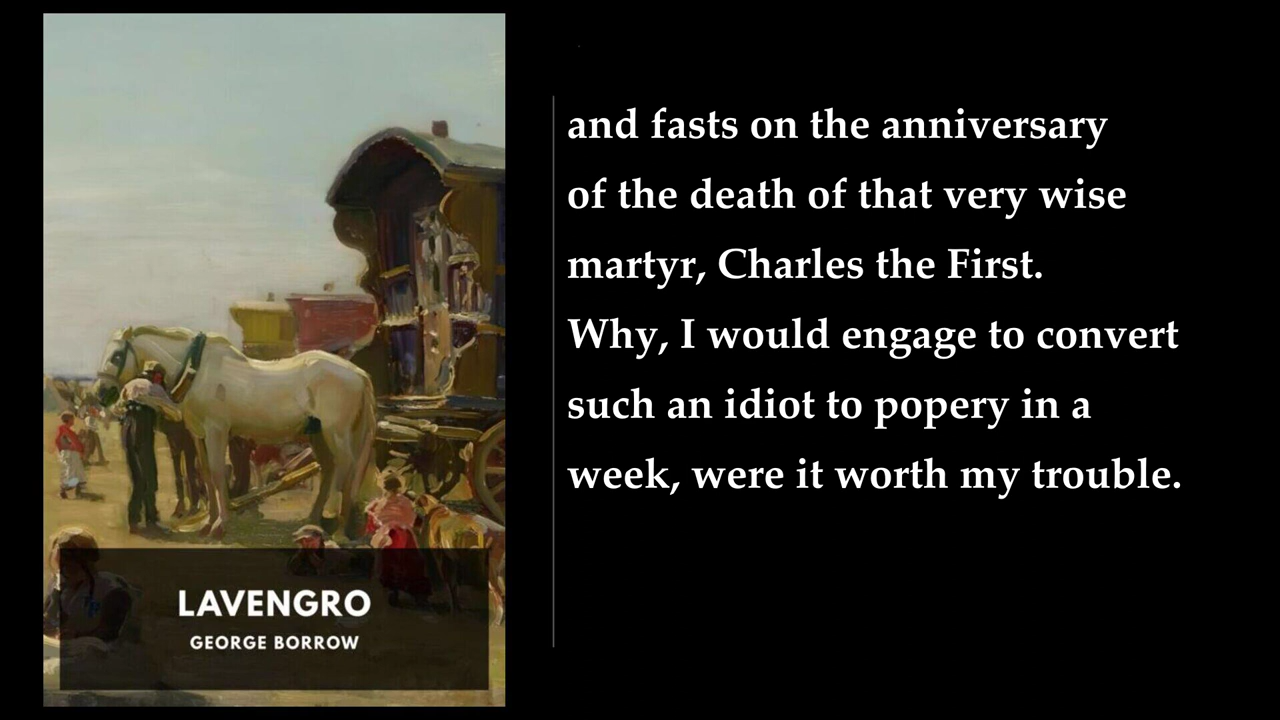 and fasts on the anniversary
of the death of that very wise
martyr, Charles the First.
Why, I would engage to convert
such an idiot to popery in a
week, were it worth my trouble.
LAVENGRO
GEORGE BORROW